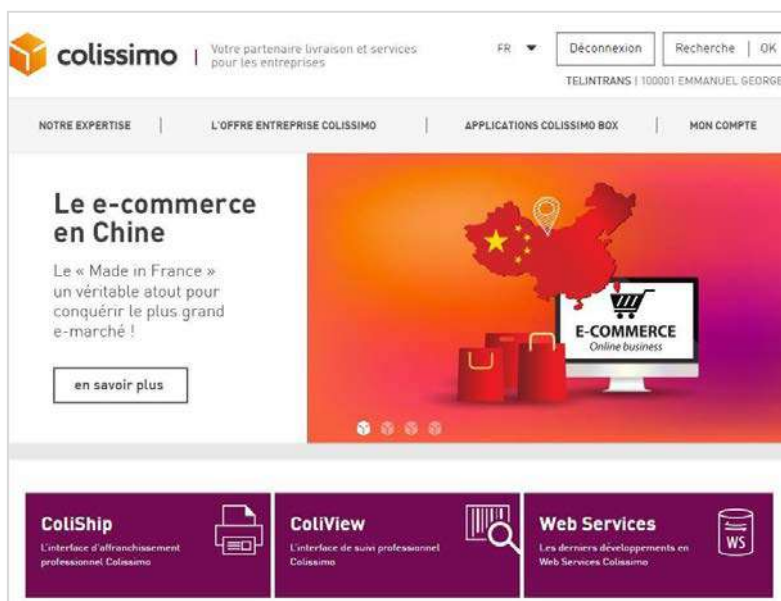 colissimo
Votre partenaire livraison et services
pour les entreprises
FR
Déconnexion
Recherche | OK
TELINTRANS | 100001 EMMANUEL GEORGE
NOTRE EXPERTISE
L'OFFRE ENTREPRISE COLISSIMO
APPLICATIONS COLISSIMO BOX
MON COMPTE
Le e-commerce
en Chine
Le « Made in France »
un véritable atout pour
conquérir le plus grand
e-marché !
en savoir plus
E-COMMERCE
Online business
ColiShip
L'interface d'affranchissement
professionnel Colissimo
ColiView
L'interface de suivi professionnel
Colissimo
Web Services
Les derniers développements en
Web Services Colissimo
WS